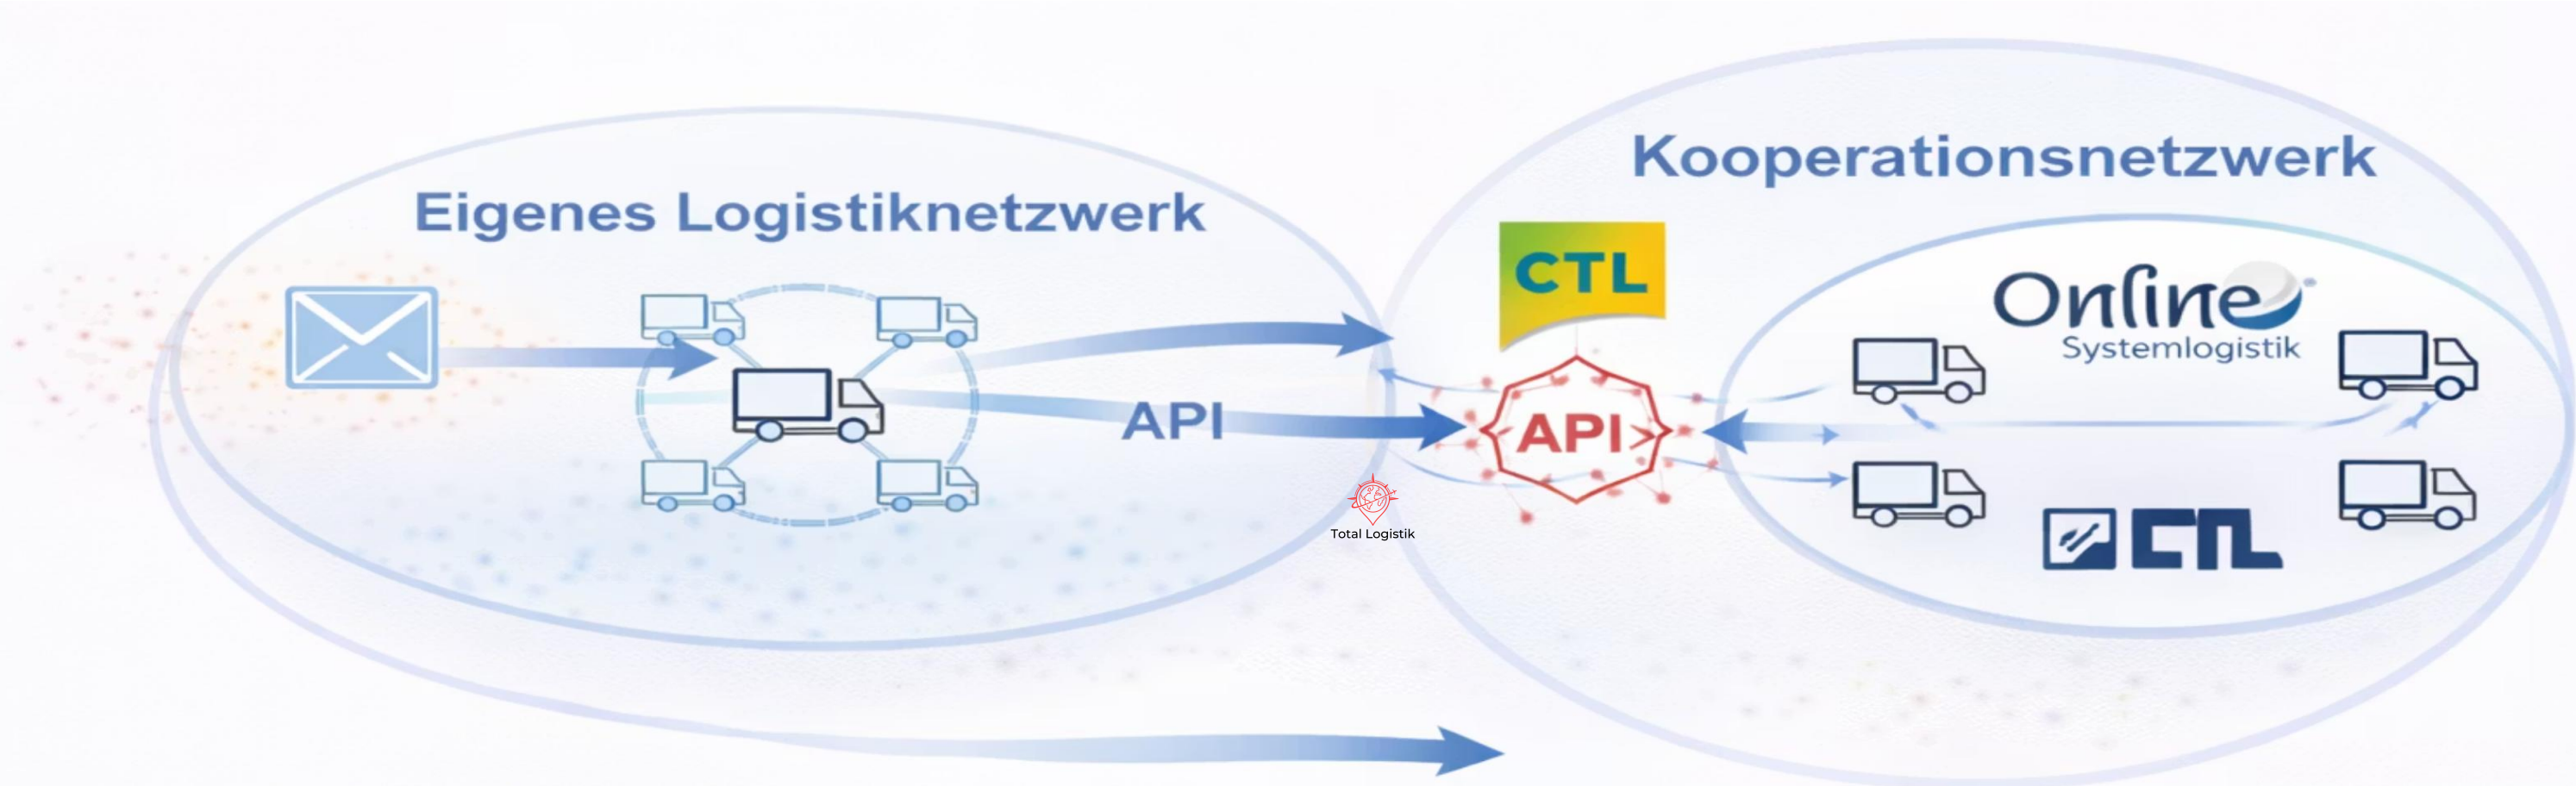 Eigenes Logistiknetzwerk
API
Total Logistik
Kooperationsnetzwerk
CTL
API
Online
Systemlogistik
CTL